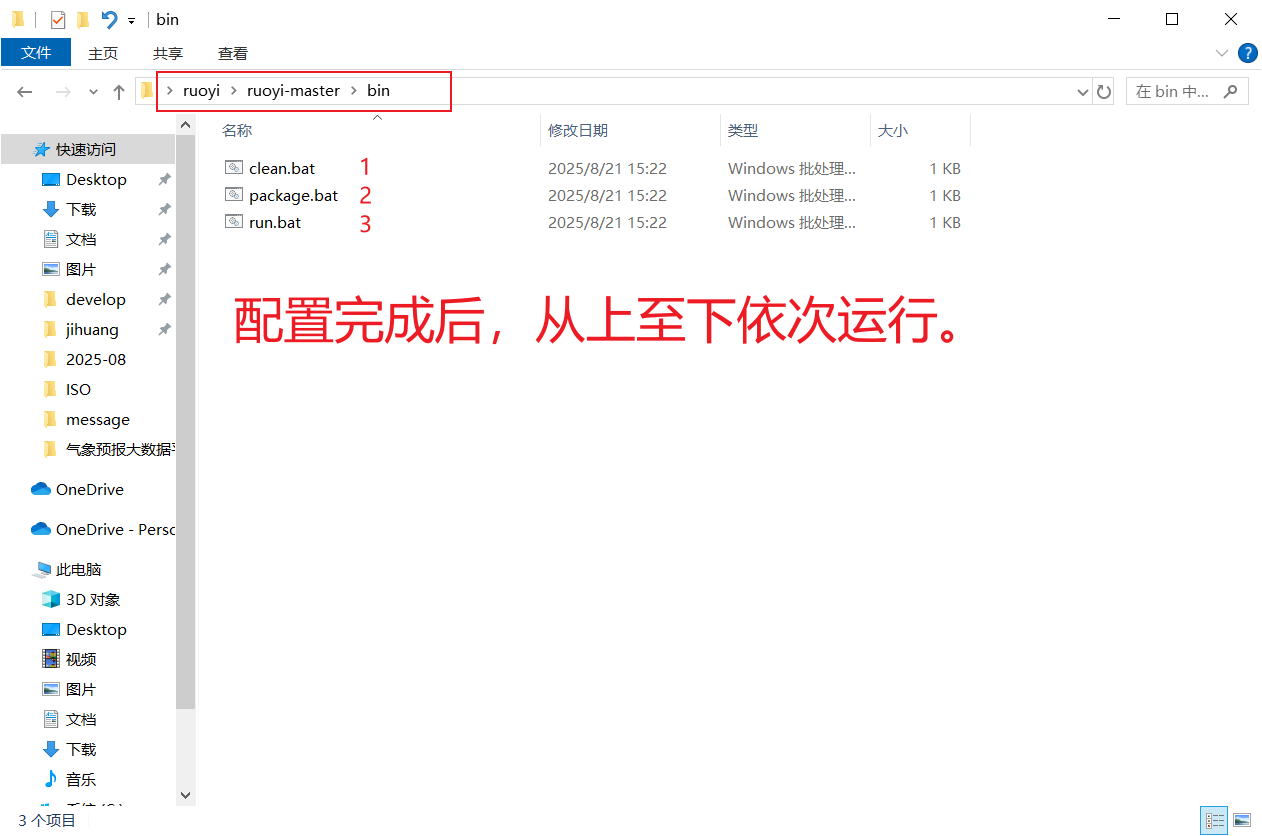 bin
文件 主页 共享 查看
ruoyi ruoyi-master bin 在 bin 中...
名称 修改日期 类型 大小
clean.bat 1 2025/8/21 15:22 Windows 批处理... 1 KB
package.bat 2 2025/8/21 15:22 Windows 批处理... 1 KB
run.bat 3 2025/8/21 15:22 Windows 批处理... 1 KB
配置完成后，从上至下依次运行。
快速访问
Desktop
下载
文档
图片
develop
jihuang
2025-08
ISO
message
气象预报大数据
OneDrive
OneDrive - Persc
此电脑
3D 对象
Desktop
视频
图片
文档
下载
音乐
3 个项目